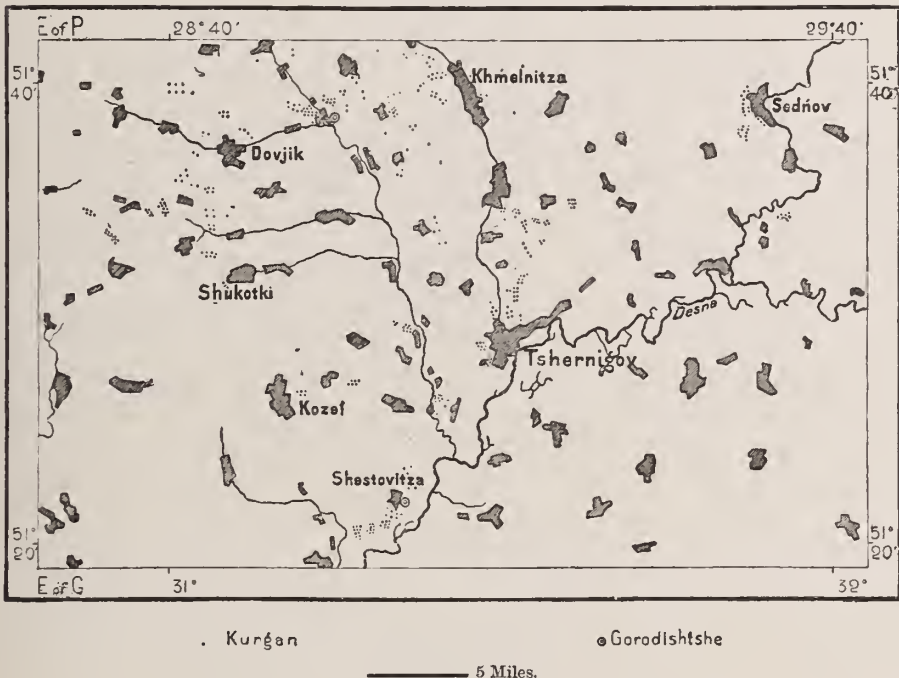 E of P 28° 40' 29° 40'
51° 40' 51° 40'
Khmelnitza
Sednov
Dovjik
Shukotki
Desna
Tshernigov
Kozel
Shestovitza
51° 20' 51° 20'
E of G 31° 32°
. Kurgan ⊚ Gorodishtshe
5 Miles.